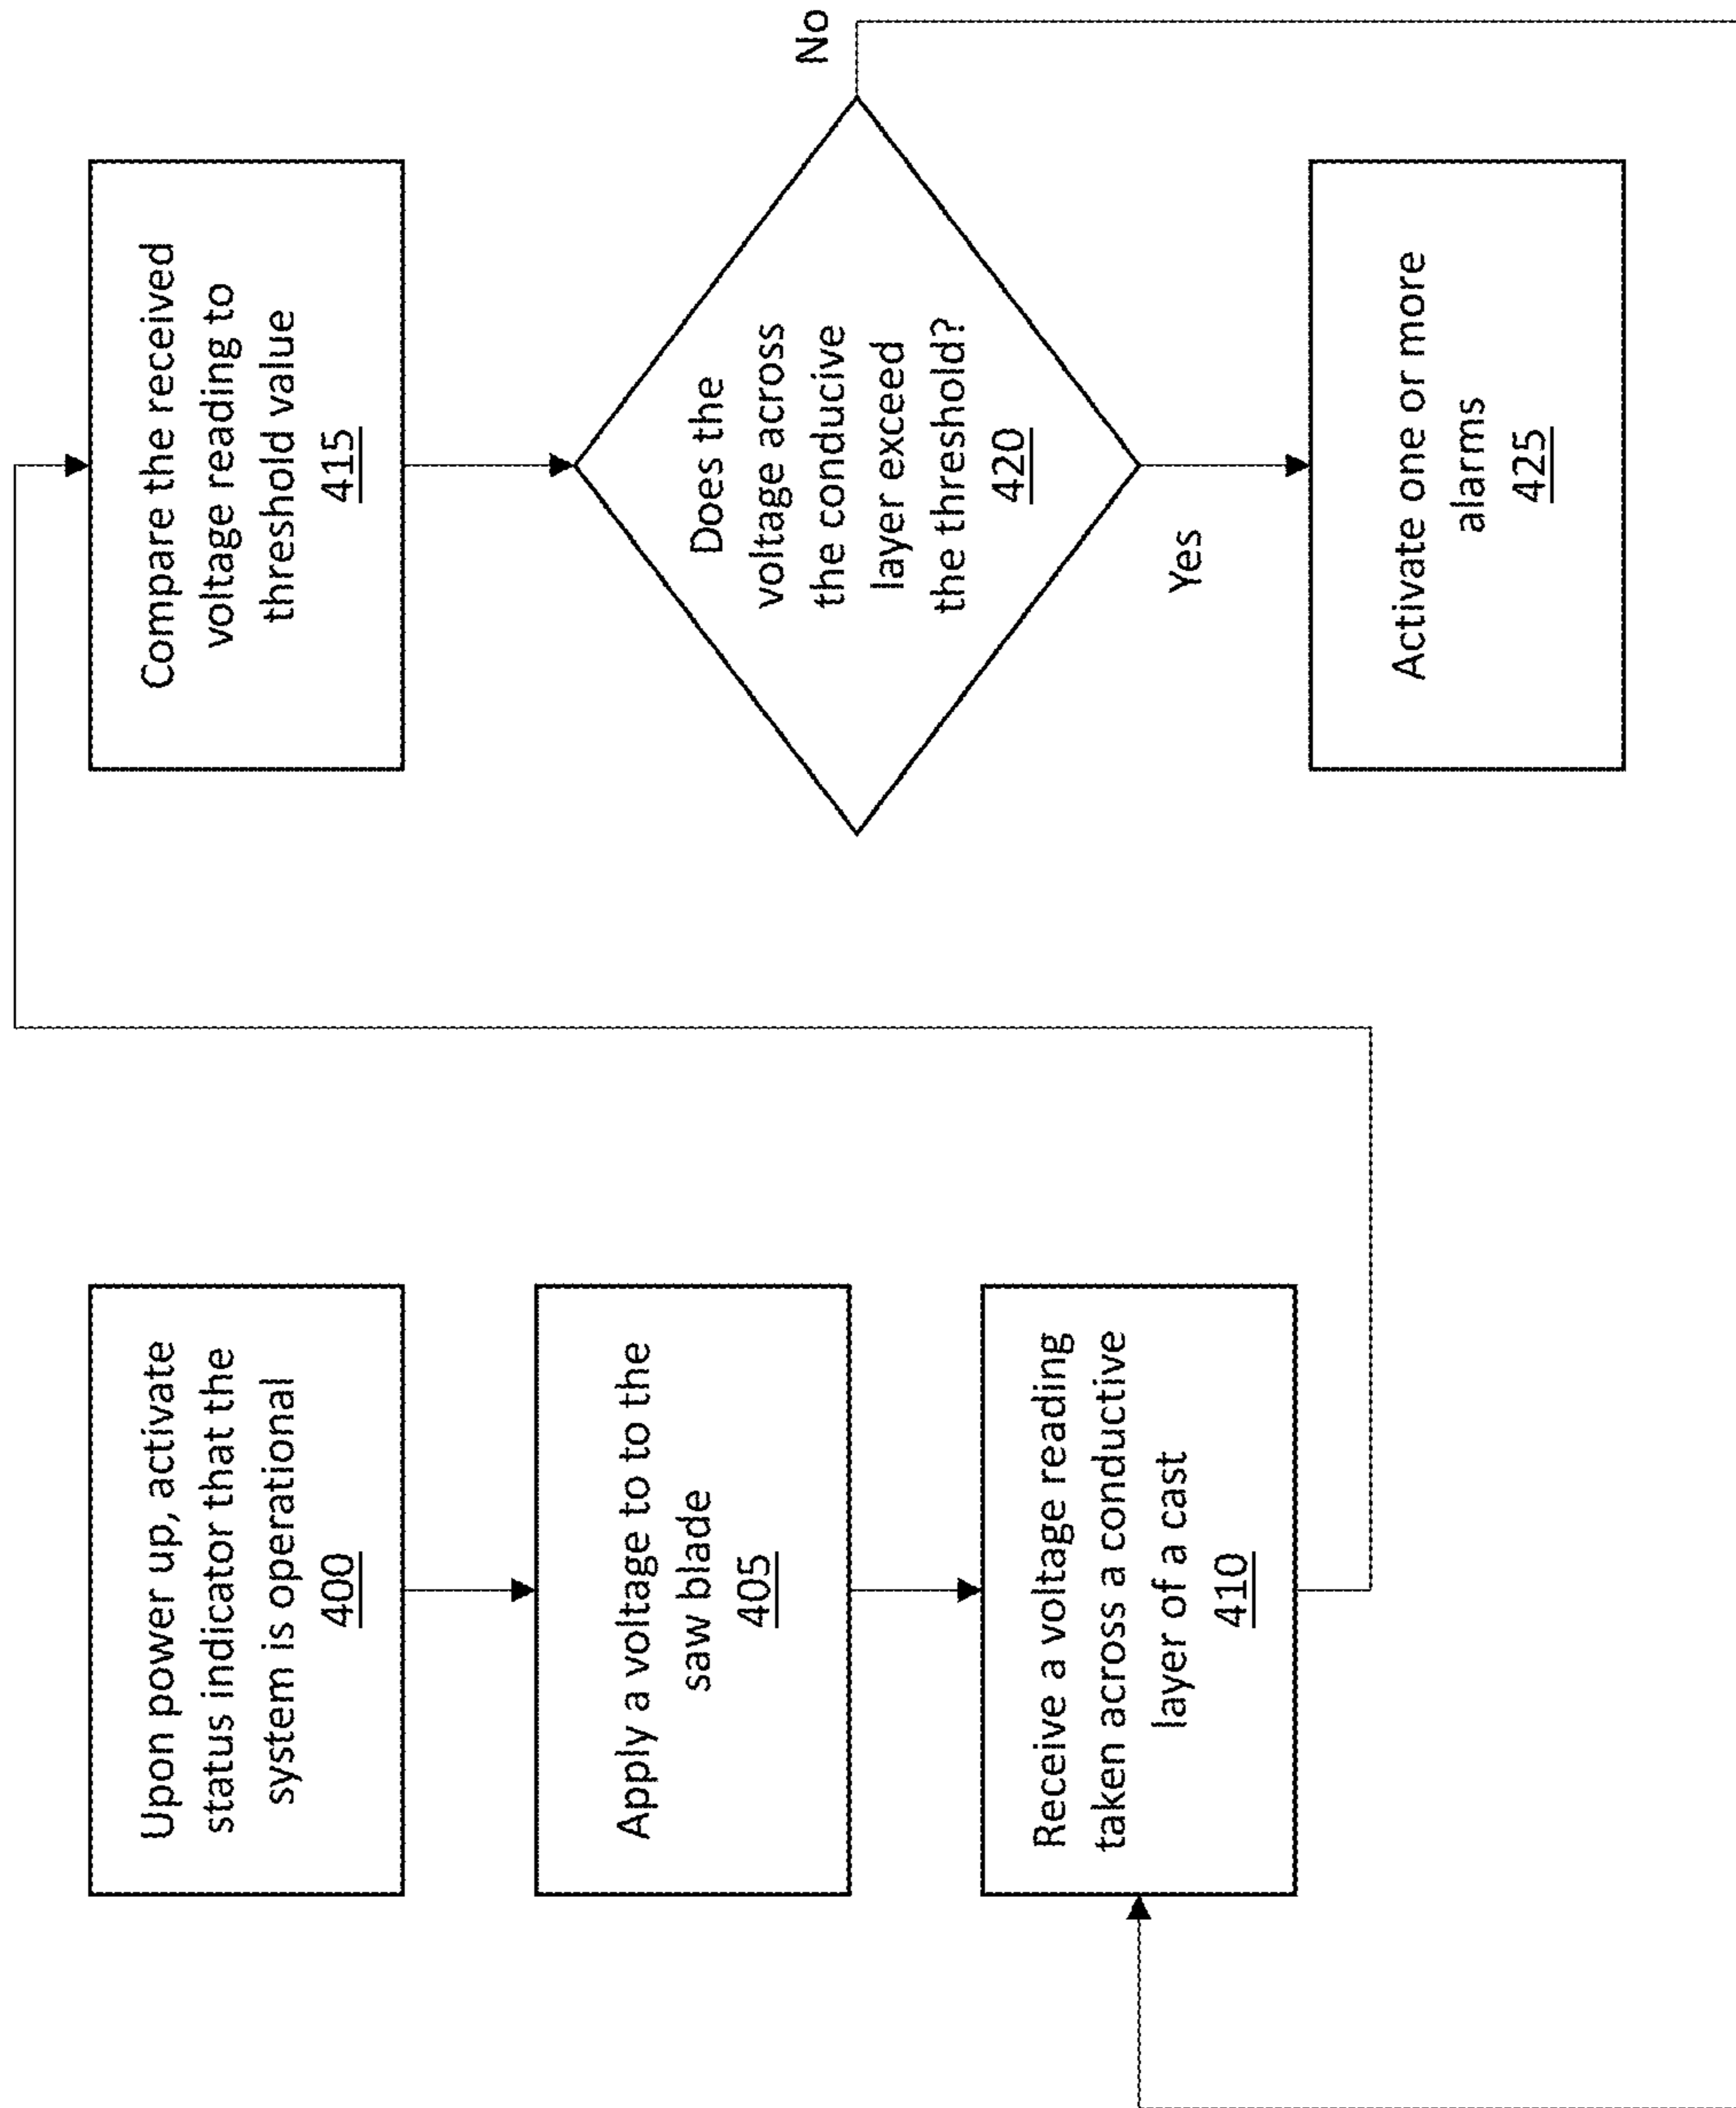 Upon power up, activate
status indicator that the
system is operational
400
Apply a voltage to to the
saw blade
405
Receive a voltage reading
taken across a conductive
layer of a cast
410
Compare the received
voltage reading to
threshold value
415
Does the
voltage across
the conducive
layer exceed
the threshold?
420
No
Yes
Activate one or more
alarms
425